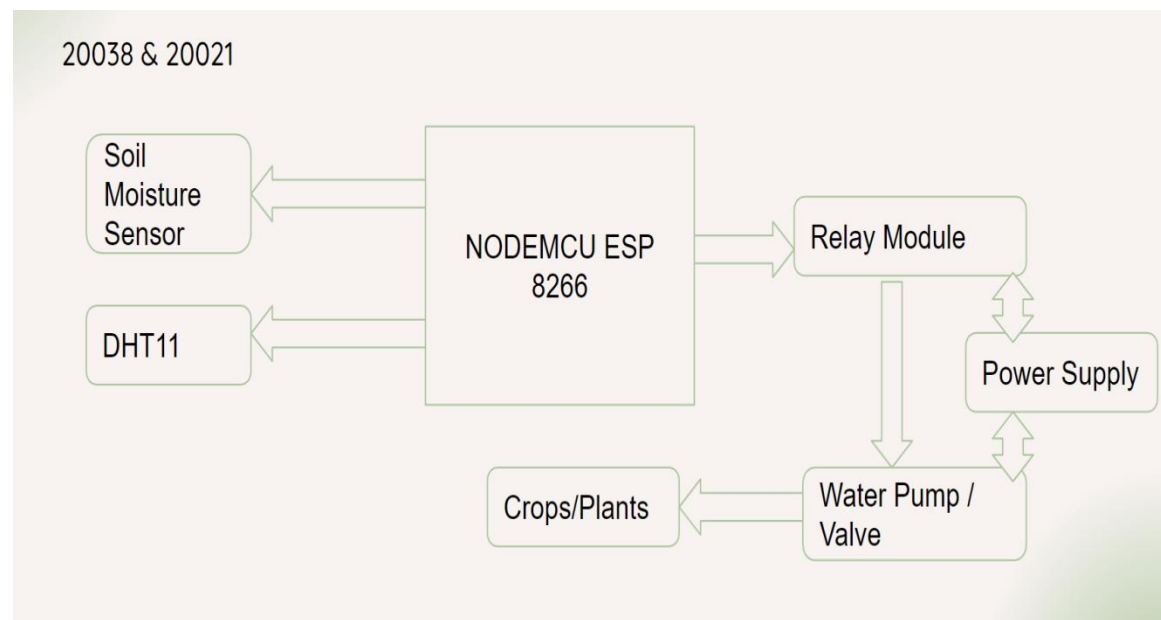 20038 & 20021
Soil
Moisture
Sensor
NODEMCU ESP
8266
Relay Module
DHT11
Power Supply
Crops/Plants
Water Pump /
Valve